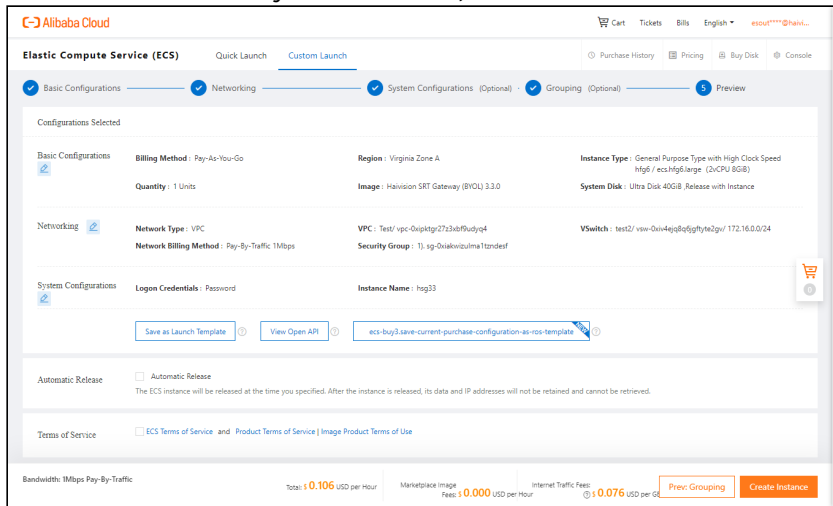 Alibaba Cloud
Cart Tickets Bills English esout****@haivi...
Elastic Compute Service (ECS) Quick Launch Custom Launch Purchase History Pricing Buy Disk Console
Basic Configurations Networking System Configurations (Optional) Grouping (Optional) 5 Preview
Configurations Selected
Basic Configurations Billing Method : Pay-As-You-Go Region : Virginia Zone A Instance Type : General Purpose Type with High Clock Speed
hfg6 / ecs.hfg6.large (2vCPU 8GiB)
Quantity : 1 Units Image : Haivision SRT Gateway (BYOL) 3.3.0 System Disk : Ultra Disk 40GiB ,Release with Instance
Networking Network Type : VPC VPC : Test/ vpc-0xipktgr27z3xbf9udyq4 VSwitch : test2/ vsw-0xiv4ejq8q6jgftyte2gv/ 172.16.0.0/24
Network Billing Method : Pay-By-Traffic 1Mbps Security Group : 1). sg-0xiakwizulma1tzndesf
System Configurations Logon Credentials : Password Instance Name : hsg33
0
Save as Launch Template View Open API ecs-buy3.save-current-purchase-configuration-as-ros-template NEW
Automatic Release Automatic Release
The ECS instance will be released at the time you specified. After the instance is released, its data and IP addresses will not be retained and cannot be retrieved.
Terms of Service ECS Terms of Service and Product Terms of Service | Image Product Terms of Use
Bandwidth: 1Mbps Pay-By-Traffic
Total: $ 0.106 USD per Hour Marketplace Image Fees: $ 0.000 USD per Hour Internet Traffic Fees: $ 0.076 USD per GB Prev: Grouping Create Instance